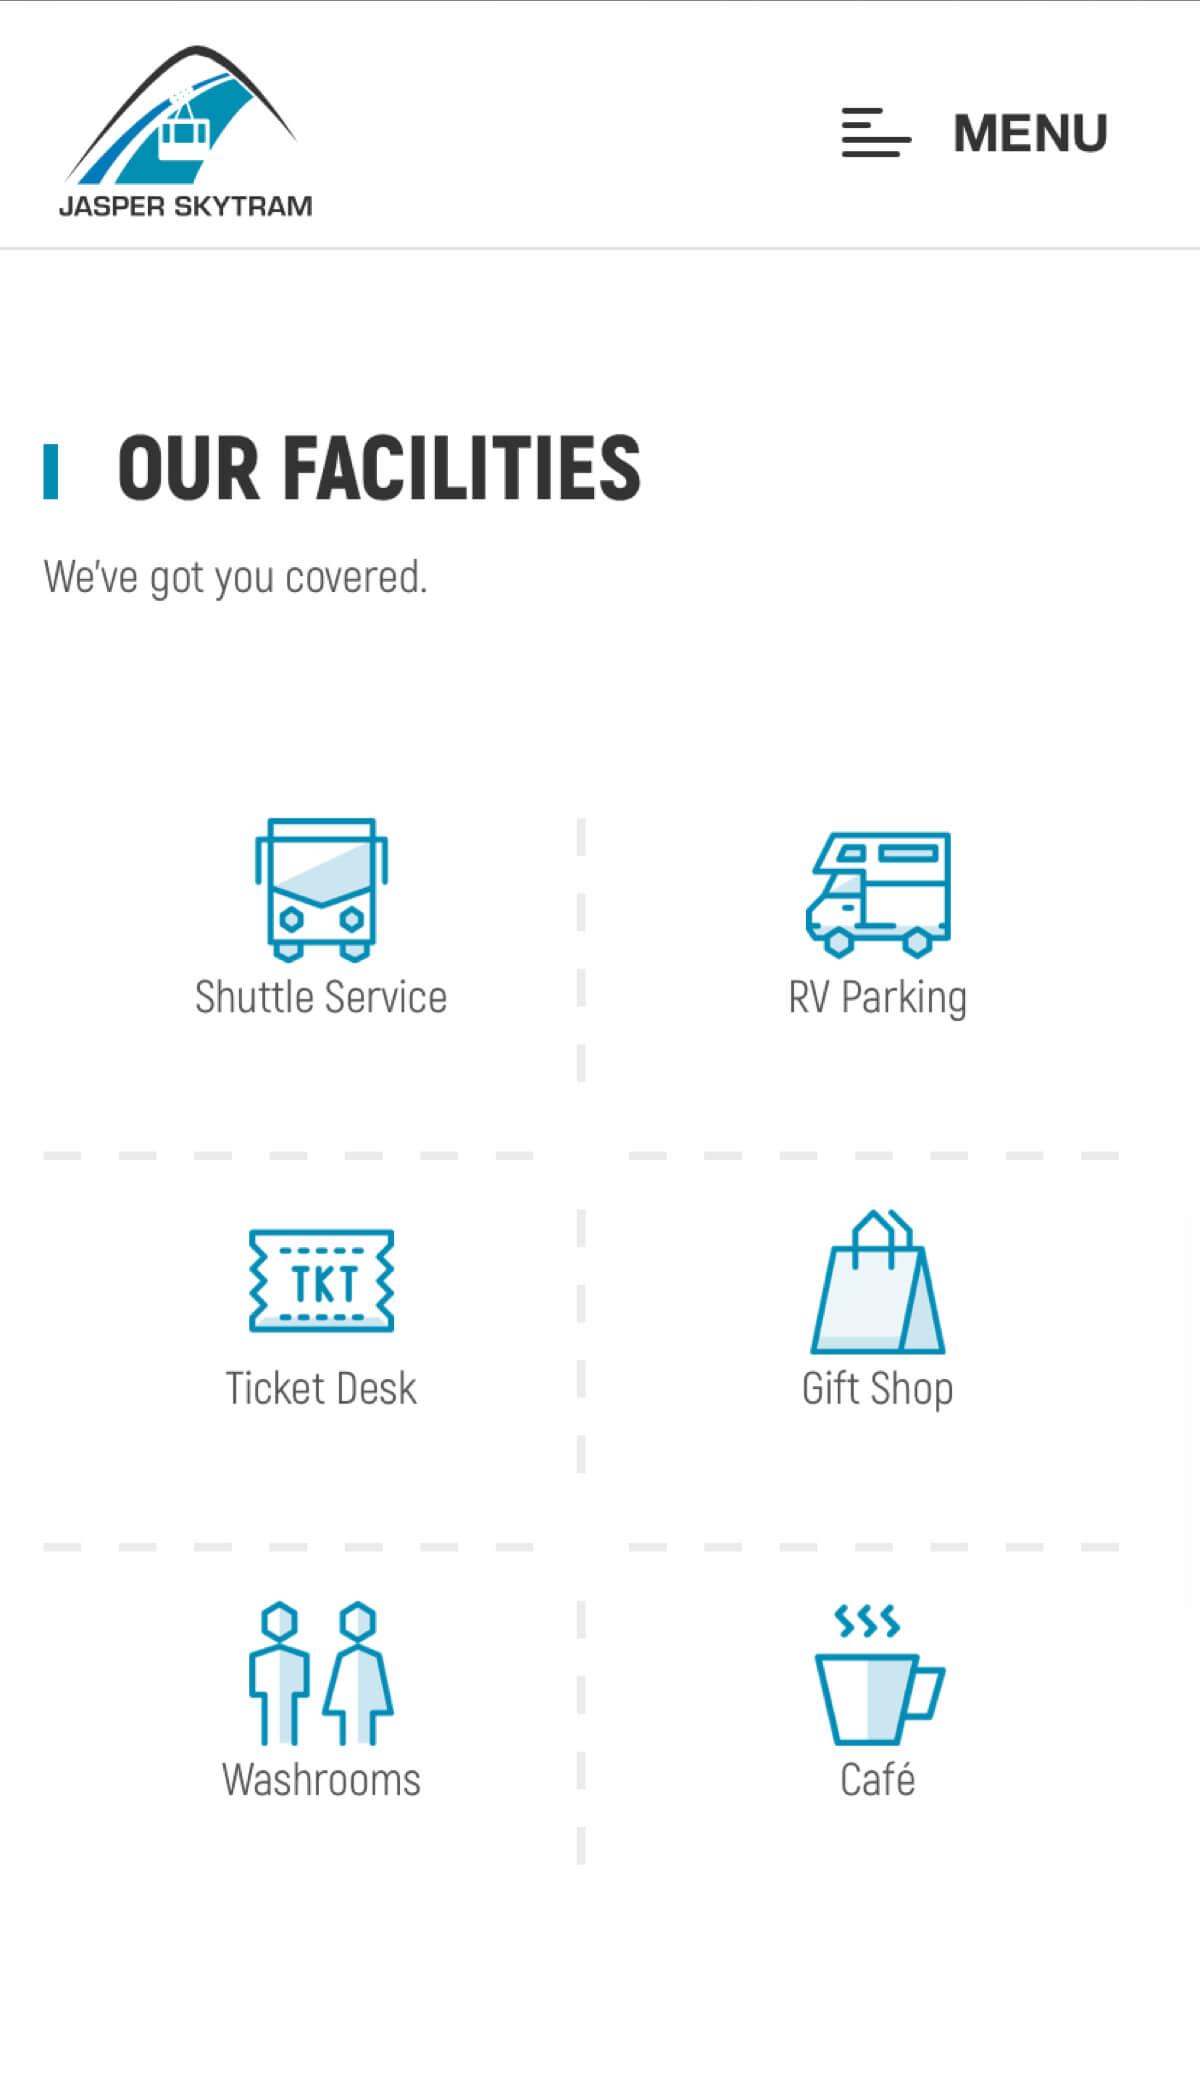 JASPER SKYTRAM
MENU
OUR FACILITIES
We've got you covered.
Shuttle Service
RV Parking
TKT
Ticket Desk
Gift Shop
Washrooms
Café